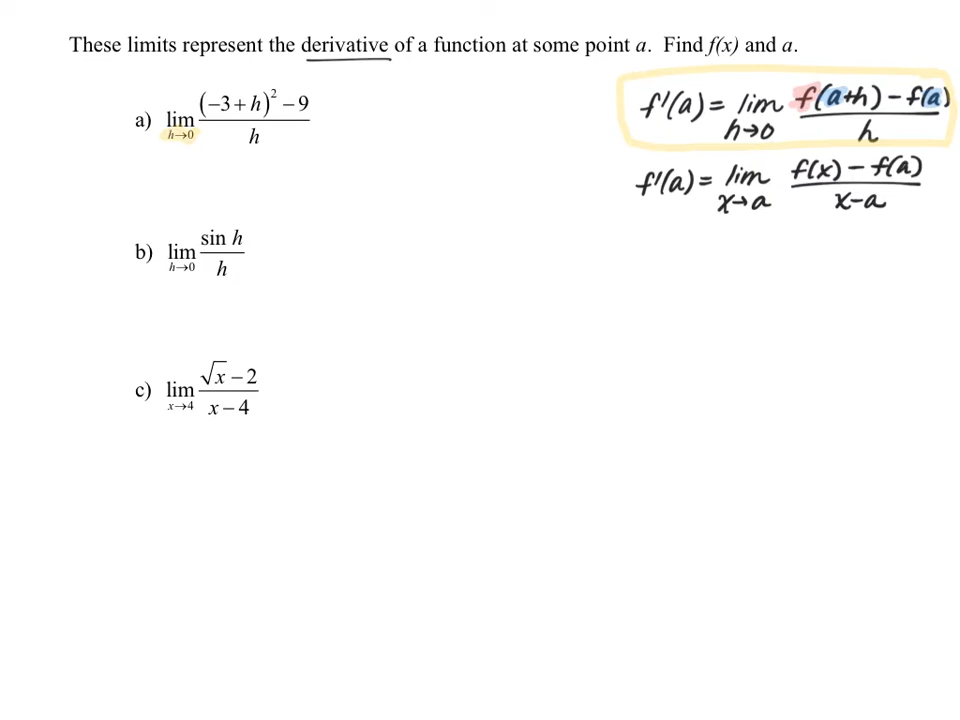 These limits represent the derivative of a function at some point a. Find f(x) and a.
a) lim h→0 ((−3+h)² − 9)/h
f'(a) = lim h→0 (f(a+h) − f(a))/h
f'(a) = lim x→a (f(x) − f(a))/(x−a)
b) lim h→0 (sin h)/h
c) lim x→4 (√x − 2)/(x − 4)